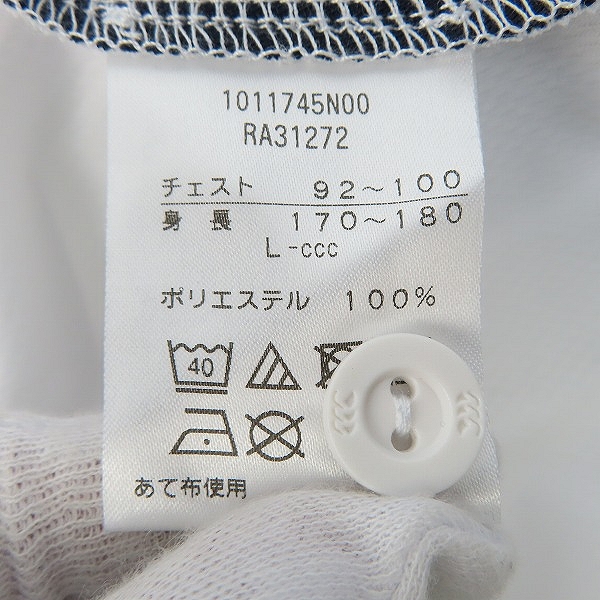 1011745N00
RA31272
チェスト 92～100
身長 170～180
L-ccc
ポリエステル 100%
40
あて布使用